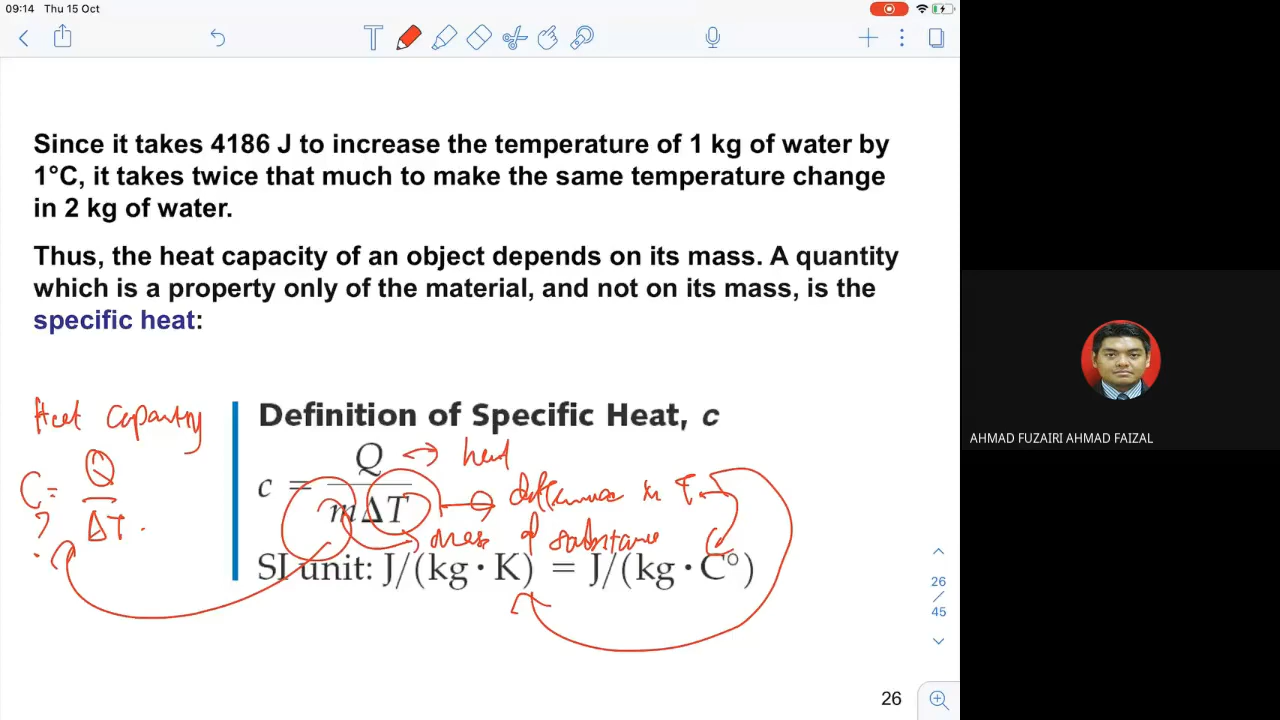 09:14 Thu 15 Oct
Since it takes 4186 J to increase the temperature of 1 kg of water by
1°C, it takes twice that much to make the same temperature change
in 2 kg of water.
Thus, the heat capacity of an object depends on its mass. A quantity
which is a property only of the material, and not on its mass, is the
specific heat:
Heat capacity
C = Q / ΔT
?
Definition of Specific Heat, c
c = Q / mΔT
heat
difference in T
mass of substance
SI unit: J/(kg · K) = J/(kg · C°)
AHMAD FUZAIRI AHMAD FAIZAL
26
/
45
26